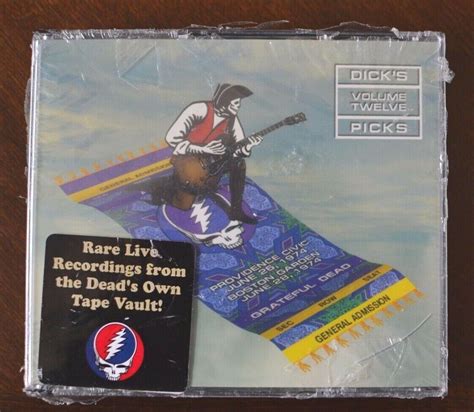 DICK'S
VOLUME
TWELVE
PICKS
GENERAL ADMISSION
PROVIDENCE CIVIC
JUNE 26, 1974
BOSTON GARDEN
JUNE 28, 1974
GRATEFUL DEAD
SEC ROW SEAT
GENERAL ADMISSION
Rare Live
Recordings from
the Dead's Own
Tape Vault!